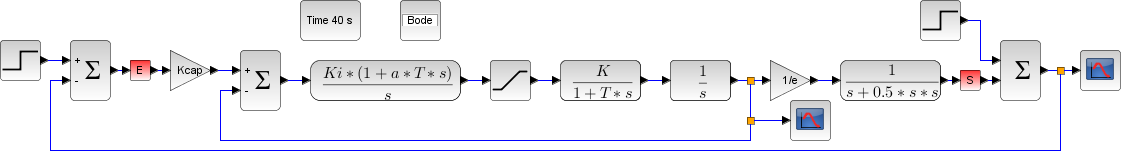 Time 40 s
Bode
+
-
Σ
E
Kcap
+
-
Σ
Ki∗(1+a∗T∗s)
s
K
1+T∗s
1
s
1/e
1
s+0.5∗s∗s
S
Σ